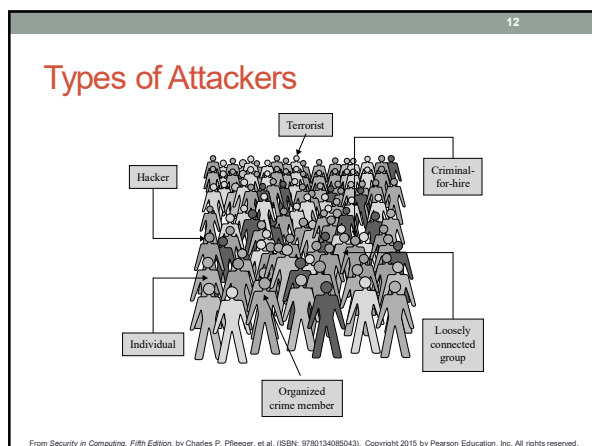 12
Types of Attackers
Terrorist
Hacker
Criminal-
for-hire
Individual
Loosely
connected
group
Organized
crime member
From Security in Computing, Fifth Edition, by Charles P. Pfleeger, et al. (ISBN: 9780134085043). Copyright 2015 by Pearson Education, Inc. All rights reserved.